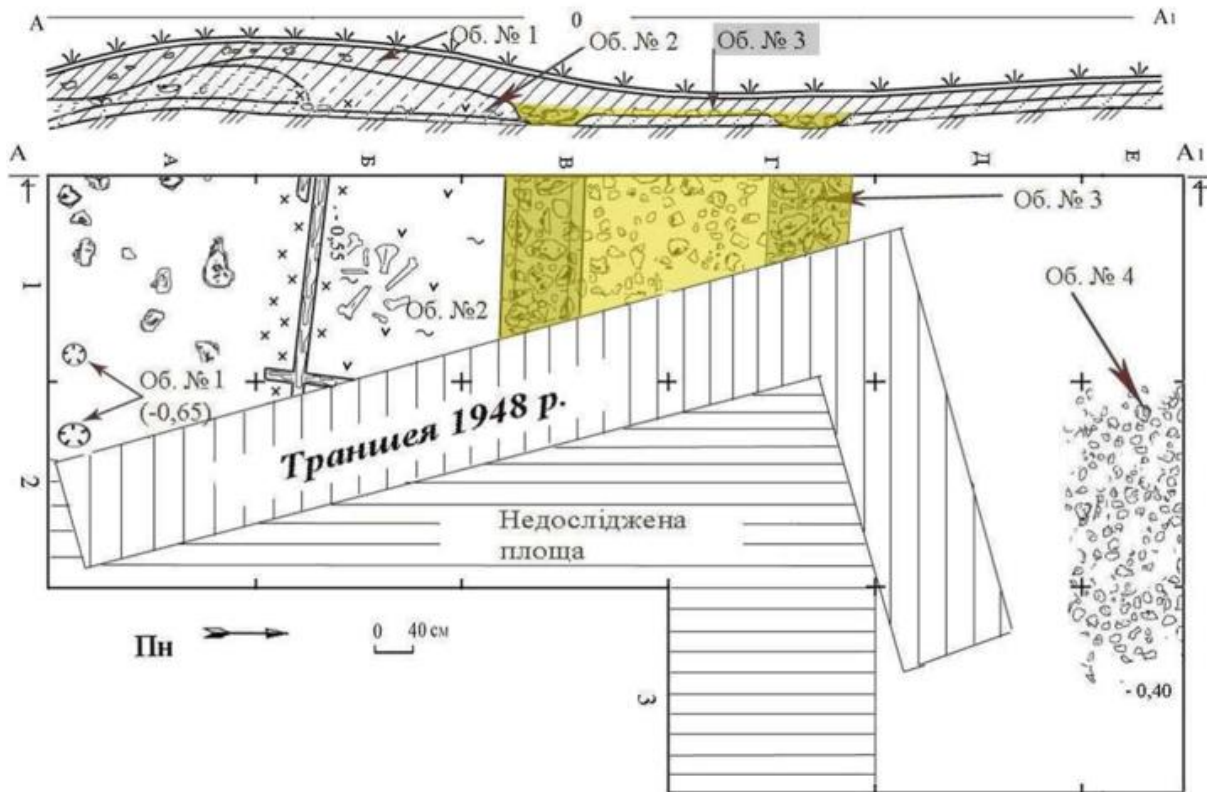 А 0 А1
Об. № 1 Об. № 2 Об. № 3
А А Б В Г Д Е А1
-0,55
Об. № 3
Об. № 4
1
Об. №2
Об. №1
(-0,65)
Траншея 1948 р.
2
Недосліджена
площа
Пн 0 40 см
3
- 0,40